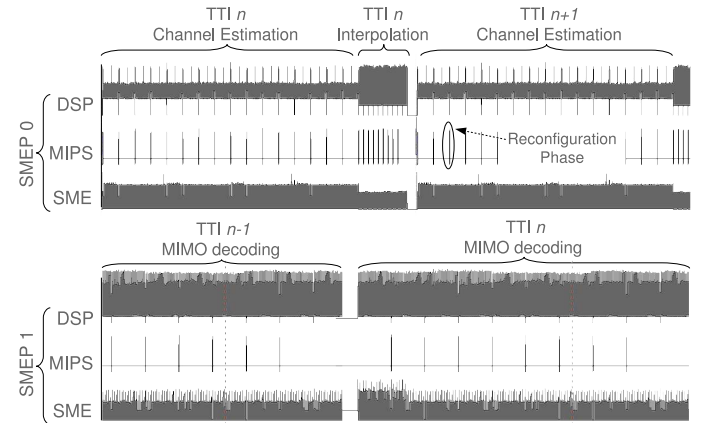 TTI n
Channel Estimation
TTI n
Interpolation
TTI n+1
Channel Estimation
SMEP 0
DSP
MIPS
SME
Reconfiguration
Phase
TTI n-1
MIMO decoding
TTI n
MIMO decoding
SMEP 1
DSP
MIPS
SME